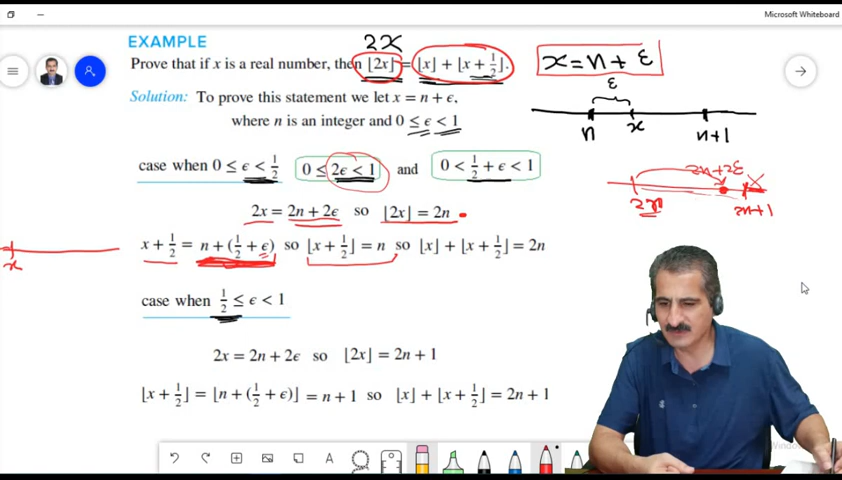 Microsoft Whiteboard
EXAMPLE
2x
Prove that if x is a real number, then ⌊2x⌋ = ⌊x⌋ + ⌊x + 1/2⌋.
x = n + ε
Solution: To prove this statement we let x = n + ϵ,
where n is an integer and 0 ≤ ϵ < 1
ε
n x n+1
case when 0 ≤ ϵ < 1/2 0 ≤ 2ϵ < 1 and 0 < 1/2 + ϵ < 1
2n+2ε
2n 2n+1
2x = 2n + 2ϵ so ⌊2x⌋ = 2n
x + 1/2 = n + (1/2 + ϵ) so ⌊x + 1/2⌋ = n so ⌊x⌋ + ⌊x + 1/2⌋ = 2n
x
case when 1/2 ≤ ϵ < 1
2x = 2n + 2ϵ so ⌊2x⌋ = 2n + 1
⌊x + 1/2⌋ = ⌊n + (1/2 + ϵ)⌋ = n + 1 so ⌊x⌋ + ⌊x + 1/2⌋ = 2n + 1